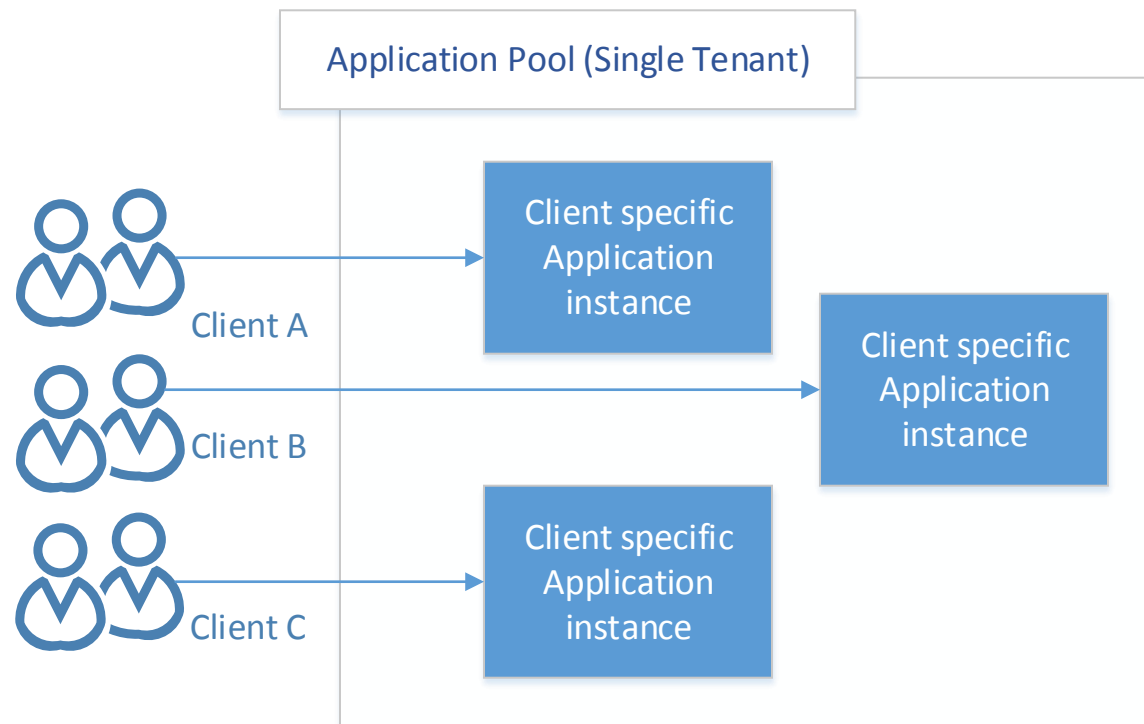 Application Pool (Single Tenant)
Client specific
Application
instance
Client A
Client specific
Application
instance
Client B
Client specific
Application
instance
Client C